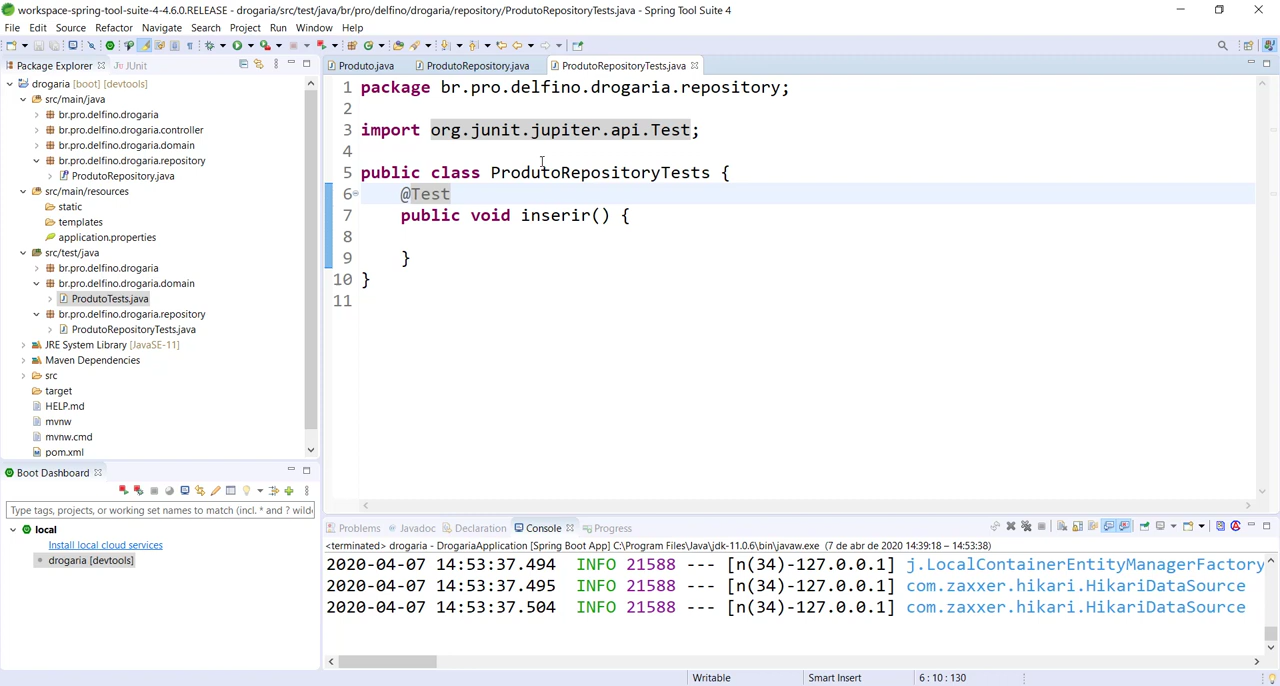 workspace-spring-tool-suite-4-4.6.0.RELEASE - drogaria/src/test/java/br/pro/delfino/drogaria/repository/ProdutoRepositoryTests.java - Spring Tool Suite 4
File Edit Source Refactor Navigate Search Project Run Window Help
Package Explorer JUnit
Produto.java ProdutoRepository.java ProdutoRepositoryTests.java
drogaria [boot] [devtools]
src/main/java
br.pro.delfino.drogaria
br.pro.delfino.drogaria.controller
br.pro.delfino.drogaria.domain
br.pro.delfino.drogaria.repository
ProdutoRepository.java
src/main/resources
static
templates
application.properties
src/test/java
br.pro.delfino.drogaria
br.pro.delfino.drogaria.domain
ProdutoTests.java
br.pro.delfino.drogaria.repository
ProdutoRepositoryTests.java
JRE System Library [JavaSE-11]
Maven Dependencies
src
target
HELP.md
mvnw
mvnw.cmd
pom.xml
1 package br.pro.delfino.drogaria.repository;
2
3 import org.junit.jupiter.api.Test;
4
5 public class ProdutoRepositoryTests {
6 @Test
7 public void inserir() {
8
9 }
10 }
11
Boot Dashboard
Type tags, projects, or working set names to match (incl. * and ? wild
local
Install local cloud services
drogaria [devtools]
Problems Javadoc Declaration Console Progress
<terminated> drogaria - DrogariaApplication [Spring Boot App] C:\Program Files\Java\jdk-11.0.6\bin\javaw.exe (7 de abr de 2020 14:39:18 – 14:53:38)
2020-04-07 14:53:37.494 INFO 21588 --- [n(34)-127.0.0.1] j.LocalContainerEntityManagerFactory
2020-04-07 14:53:37.495 INFO 21588 --- [n(34)-127.0.0.1] com.zaxxer.hikari.HikariDataSource
2020-04-07 14:53:37.504 INFO 21588 --- [n(34)-127.0.0.1] com.zaxxer.hikari.HikariDataSource
Writable Smart Insert 6 : 10 : 130